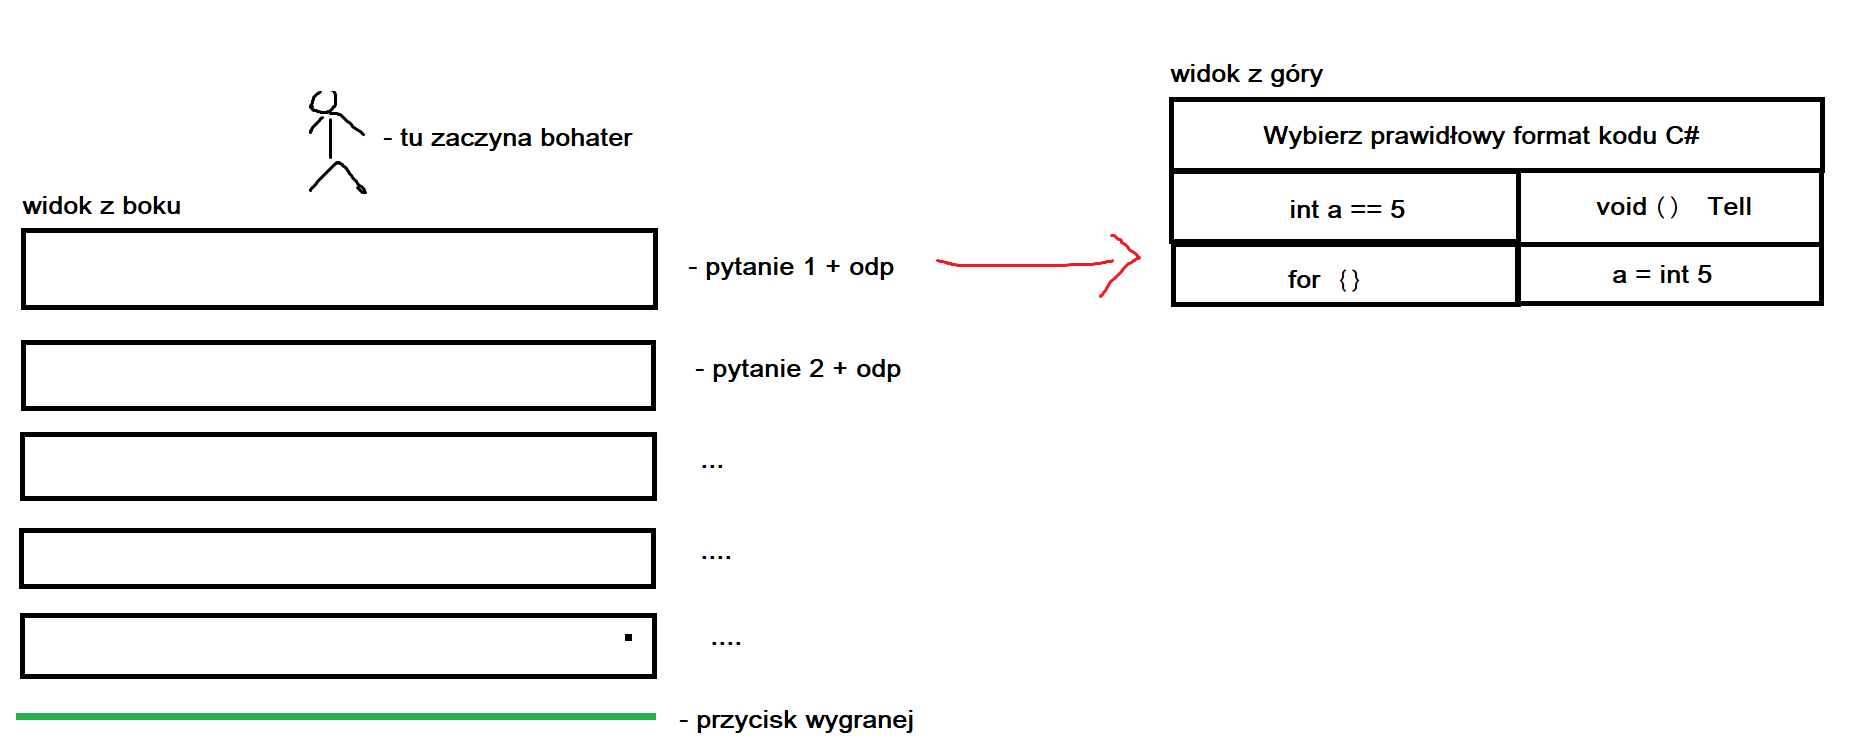 - tu zaczyna bohater
widok z boku
- pytanie 1 + odp
- pytanie 2 + odp
...
....
....
- przycisk wygranej
widok z góry
Wybierz prawidłowy format kodu C#
int a == 5
void () Tell
for {}
a = int 5